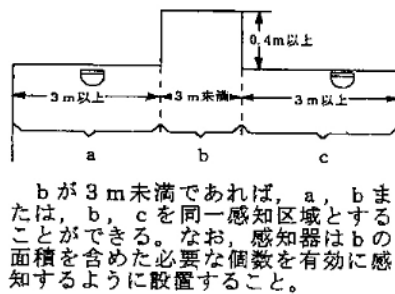 0.4m以上
3m以上
3m未満
3m以上
a
b
c
bが3m未満であれば，a，bま
たは，b，cを同一感知区域とする
ことができる。なお，感知器はbの
面積を含めた必要な個数を有効に感
知するように設置すること。